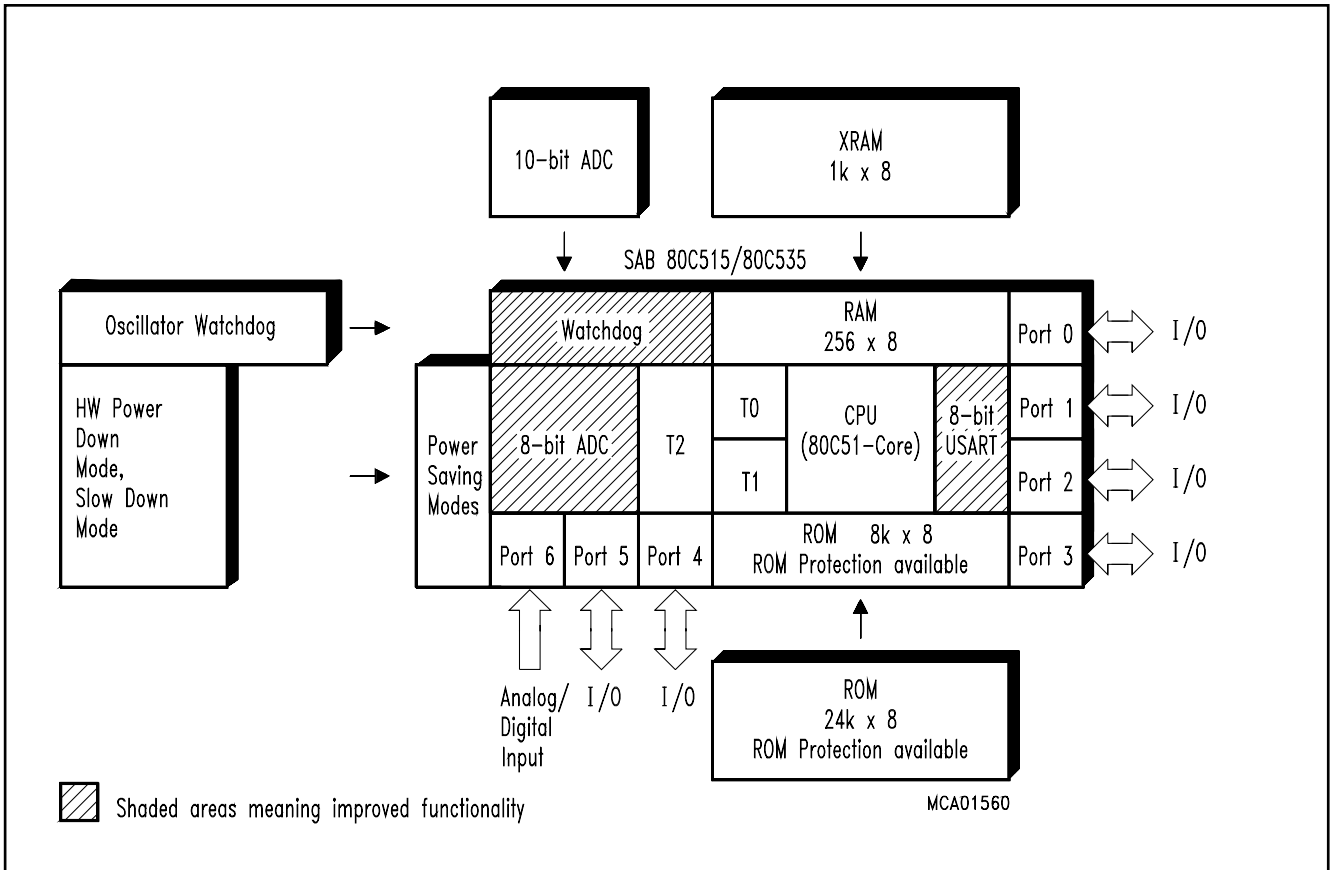 10-bit ADC
XRAM
1k x 8
SAB 80C515/80C535
Oscillator Watchdog
Watchdog
RAM
256 x 8
Port 0
I/O
HW Power
Down
Mode,
Slow Down
Mode
Power
Saving
Modes
8-bit ADC
T2
T0
T1
CPU
(80C51-Core)
8-bit
USART
Port 1
I/O
Port 2
I/O
Port 6
Port 5
Port 4
ROM 8k x 8
ROM Protection available
Port 3
I/O
Analog/
Digital
Input
I/O
I/O
ROM
24k x 8
ROM Protection available
MCA01560
Shaded areas meaning improved functionality